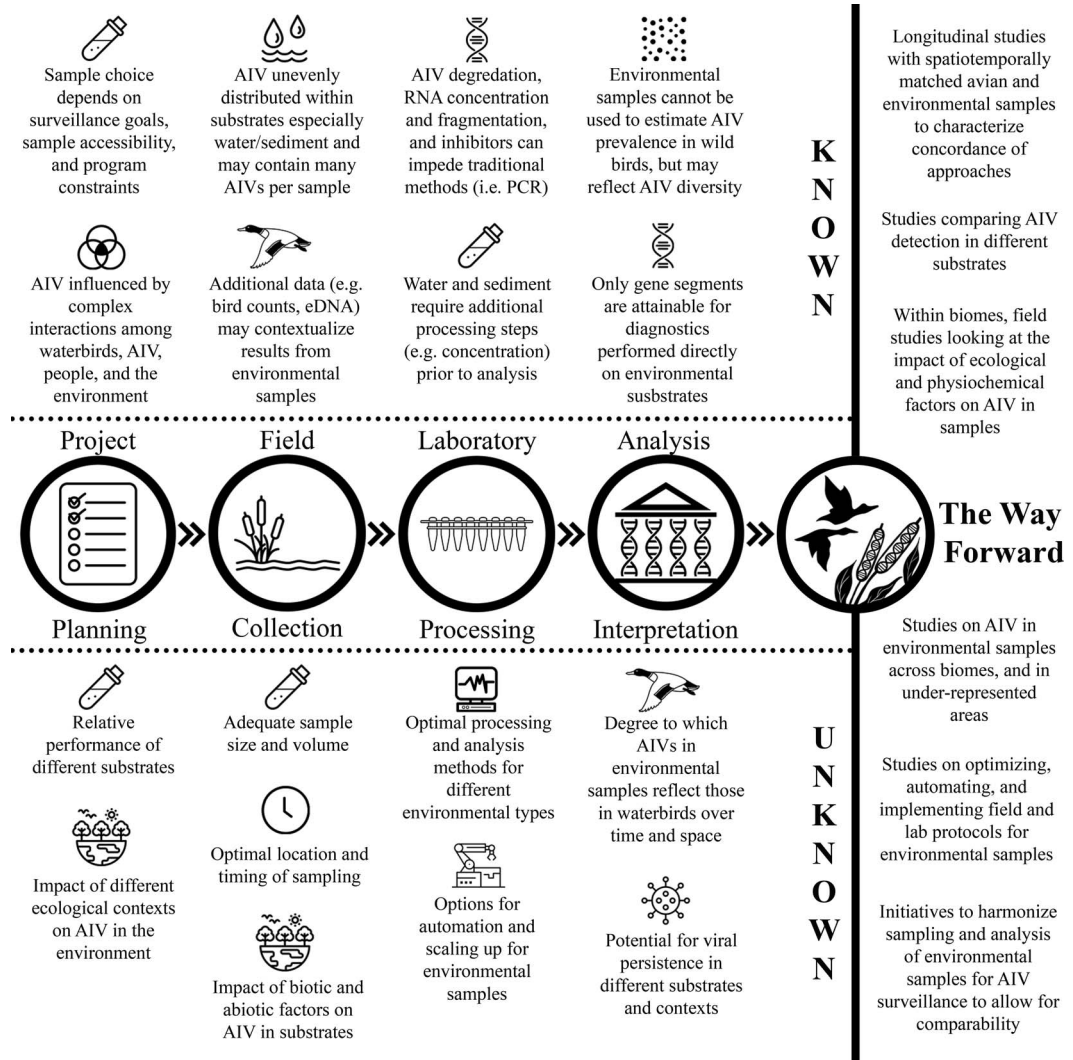 Sample choice
depends on
surveillance goals,
sample accessibility,
and program
constraints
AIV unevenly
distributed within
substrates especially
water/sediment and
may contain many
AIVs per sample
AIV degredation,
RNA concentration
and fragmentation,
and inhibitors can
impede traditional
methods (i.e. PCR)
Environmental
samples cannot be
used to estimate AIV
prevalence in wild
birds, but may
reflect AIV diversity
AIV influenced by
complex
interactions among
waterbirds, AIV,
people, and the
environment
Additional data (e.g.
bird counts, eDNA)
may contextualize
results from
environmental
samples
Water and sediment
require additional
processing steps
(e.g. concentration)
prior to analysis
Only gene segments
are attainable for
diagnostics
performed directly
on environmental
susbstrates
K
N
O
W
N
Longitudinal studies
with spatiotemporally
matched avian and
environmental samples
to characterize
concordance of
approaches
Studies comparing AIV
detection in different
substrates
Within biomes, field
studies looking at the
impact of ecological
and physiochemical
factors on AIV in
samples
Project
Planning
Field
Collection
Laboratory
Processing
Analysis
Interpretation
The Way
Forward
Relative
performance of
different substrates
Impact of different
ecological contexts
on AIV in the
environment
Adequate sample
size and volume
Optimal location and
timing of sampling
Impact of biotic and
abiotic factors on
AIV in substrates
Optimal processing
and analysis
methods for
different
environmental types
Options for
automation and
scaling up for
environmental
samples
Degree to which
AIVs in
environmental
samples reflect those
in waterbirds over
time and space
Potential for viral
persistence in
different substrates
and contexts
U
N
K
N
O
W
N
Studies on AIV in
environmental samples
across biomes, and in
under-represented
areas
Studies on optimizing,
automating, and
implementing field and
lab protocols for
environmental samples
Initiatives to harmonize
sampling and analysis
of environmental
samples for AIV
surveillance to allow for
comparability